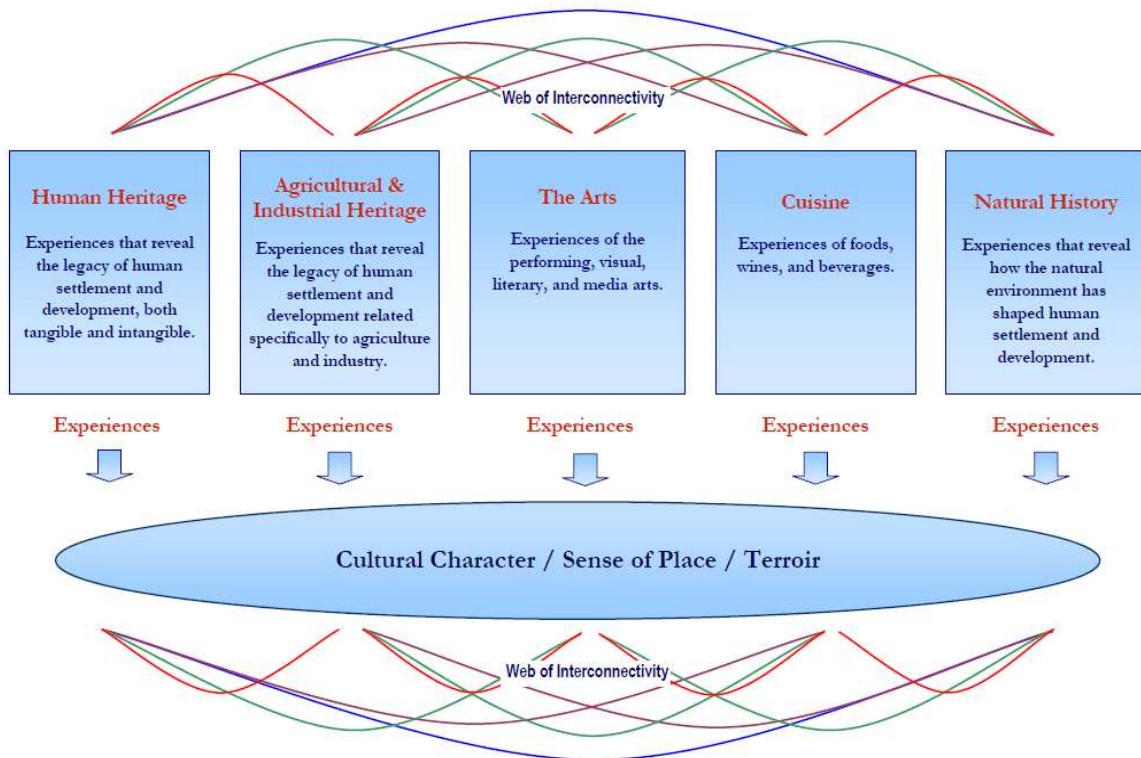 Web of Interconnectivity
Human Heritage
Experiences that reveal
the legacy of human
settlement and
development, both
tangible and intangible.
Agricultural &
Industrial Heritage
Experiences that reveal
the legacy of human
settlement and
development related
specifically to agriculture
and industry.
The Arts
Experiences of the
performing, visual,
literary, and media arts.
Cuisine
Experiences of foods,
wines, and beverages.
Natural History
Experiences that reveal
how the natural
environment has
shaped human
settlement and
development.
Experiences
Experiences
Experiences
Experiences
Experiences
Cultural Character / Sense of Place / Terroir
Web of Interconnectivity